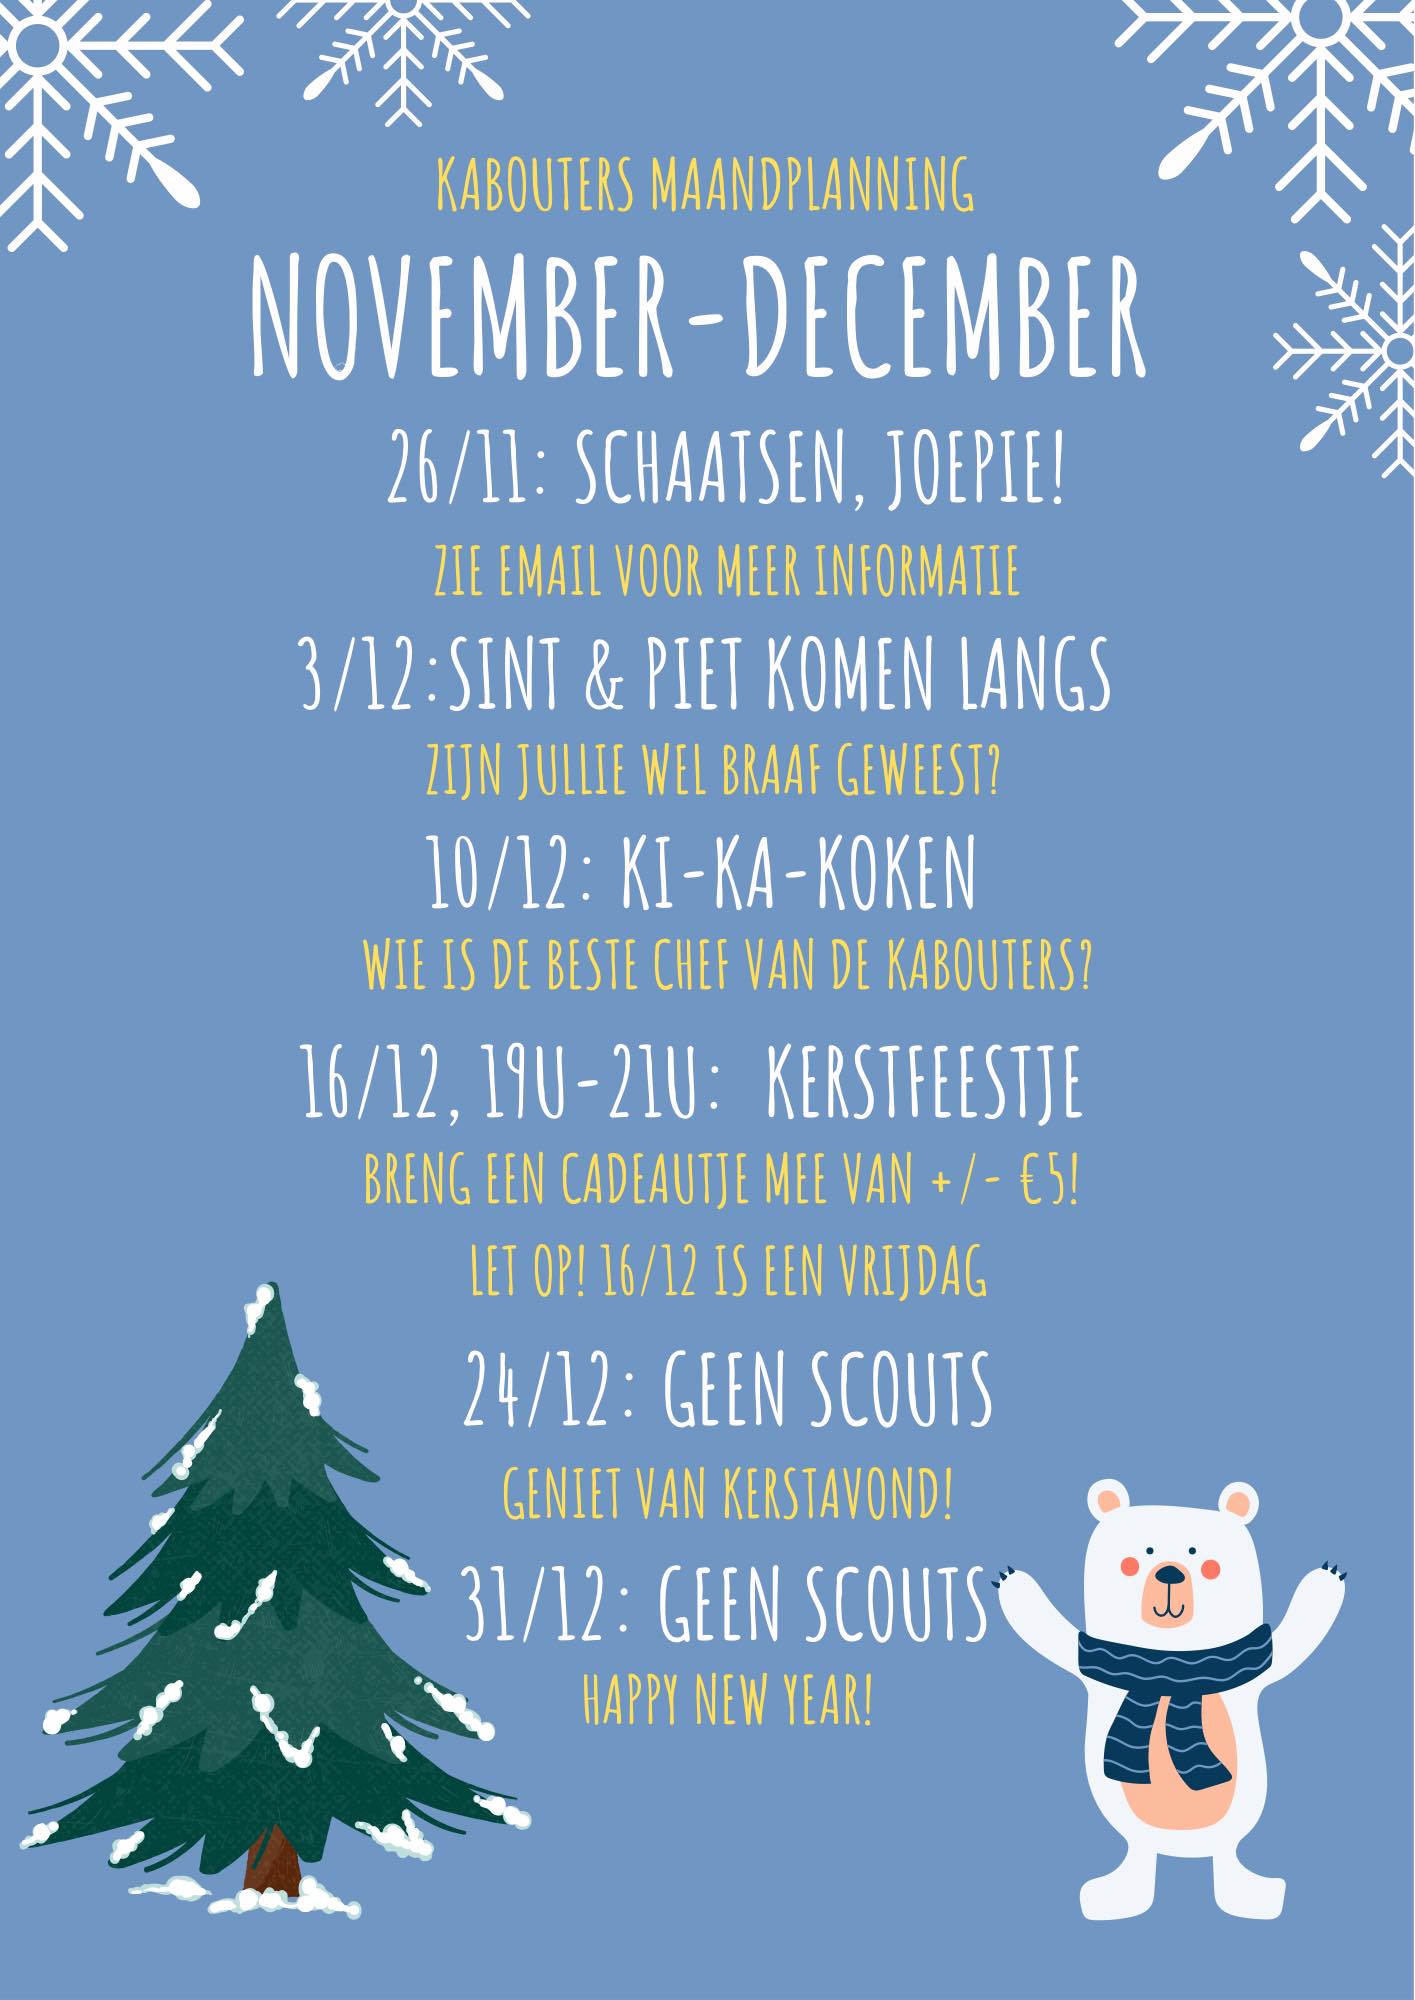 KABOUTERS MAANDPLANNING
NOVEMBER-DECEMBER
26/11: SCHAATSEN, JOEPIE!
ZIE EMAIL VOOR MEER INFORMATIE
3/12:SINT & PIET KOMEN LANGS
ZIJN JULLIE WEL BRAAF GEWEEST?
10/12: KI-KA-KOKEN
WIE IS DE BESTE CHEF VAN DE KABOUTERS?
16/12, 19U-21U: KERSTFEESTJE
BRENG EEN CADEAUTJE MEE VAN +/- €5!
LET OP! 16/12 IS EEN VRIJDAG
24/12: GEEN SCOUTS
GENIET VAN KERSTAVOND!
31/12: GEEN SCOUTS
HAPPY NEW YEAR!